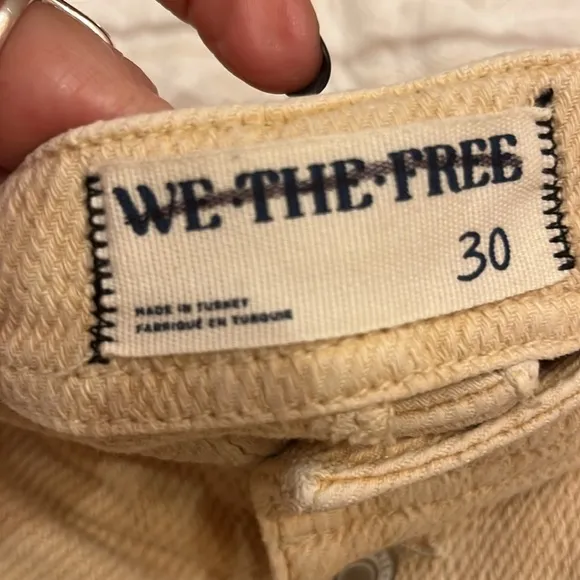 WE·THE·FREE
30
MADE IN TURKEY
FABRIQUÉ EN TURQUIE